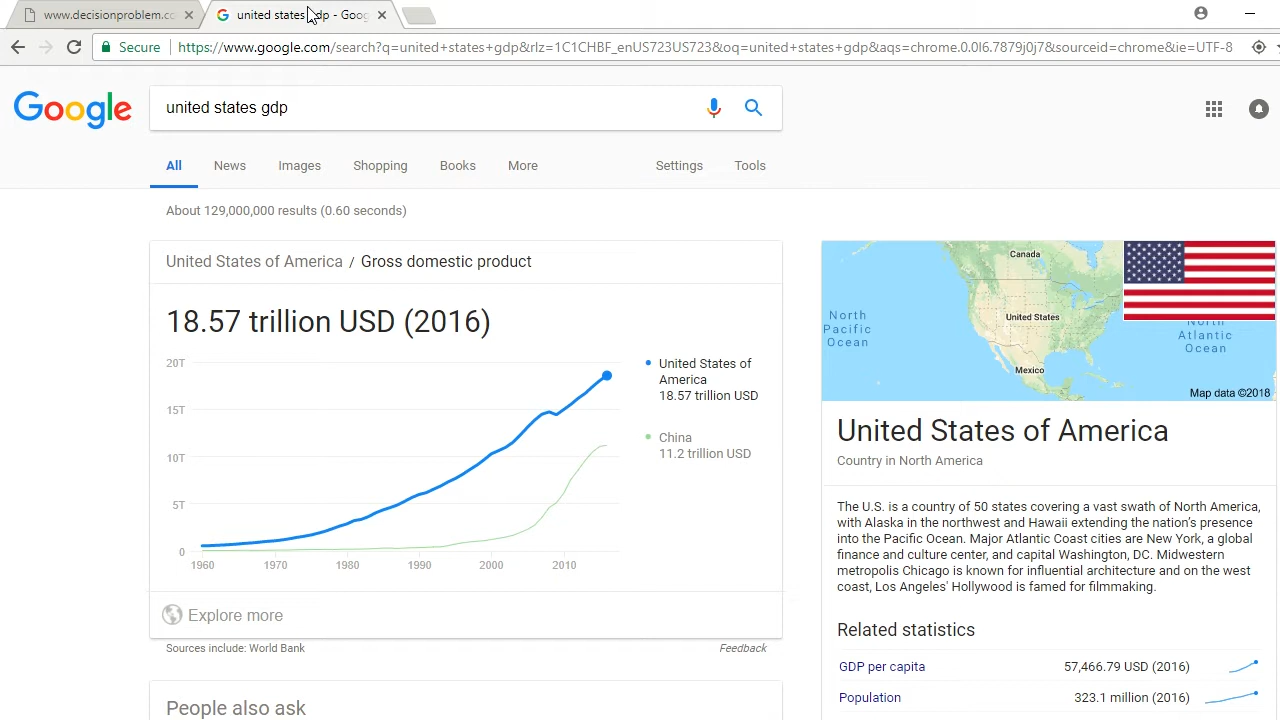 www.decisionproblem.co
united states gdp - Goog
Secure
https://www.google.com/search?q=united+states+gdp&rlz=1C1CHBF_enUS723US723&oq=united+states+gdp&aqs=chrome.0.0l6.7879j0j7&sourceid=chrome&ie=UTF-8
Google
united states gdp
All
News
Images
Shopping
Books
More
Settings
Tools
About 129,000,000 results (0.60 seconds)
United States of America / Gross domestic product
18.57 trillion USD (2016)
20T
15T
10T
5T
0
1960
1970
1980
1990
2000
2010
United States of
America
18.57 trillion USD
China
11.2 trillion USD
Explore more
Sources include: World Bank
Feedback
People also ask
Canada
North
Pacific
Ocean
United States
North
Atlantic
Ocean
Mexico
Map data ©2018
United States of America
Country in North America
The U.S. is a country of 50 states covering a vast swath of North America,
with Alaska in the northwest and Hawaii extending the nation's presence
into the Pacific Ocean. Major Atlantic Coast cities are New York, a global
finance and culture center, and capital Washington, DC. Midwestern
metropolis Chicago is known for influential architecture and on the west
coast, Los Angeles' Hollywood is famed for filmmaking.
Related statistics
GDP per capita
57,466.79 USD (2016)
Population
323.1 million (2016)